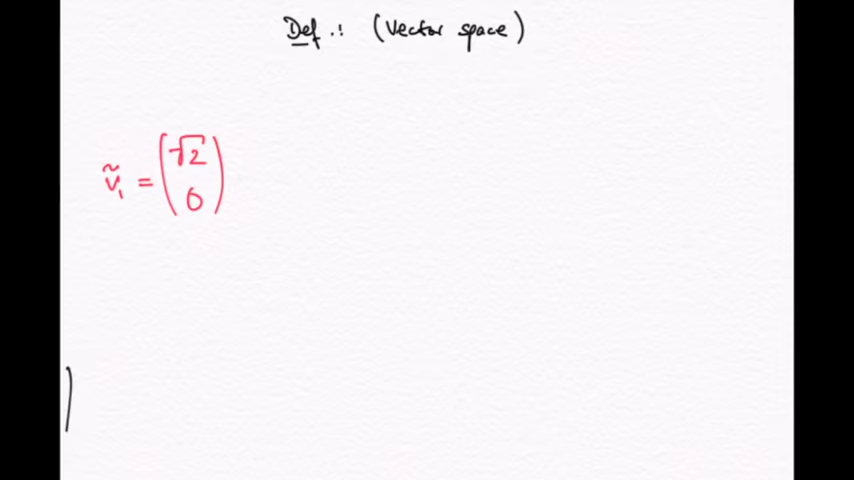 Def.: (Vector space)
ṽ₁ = (√2
0)